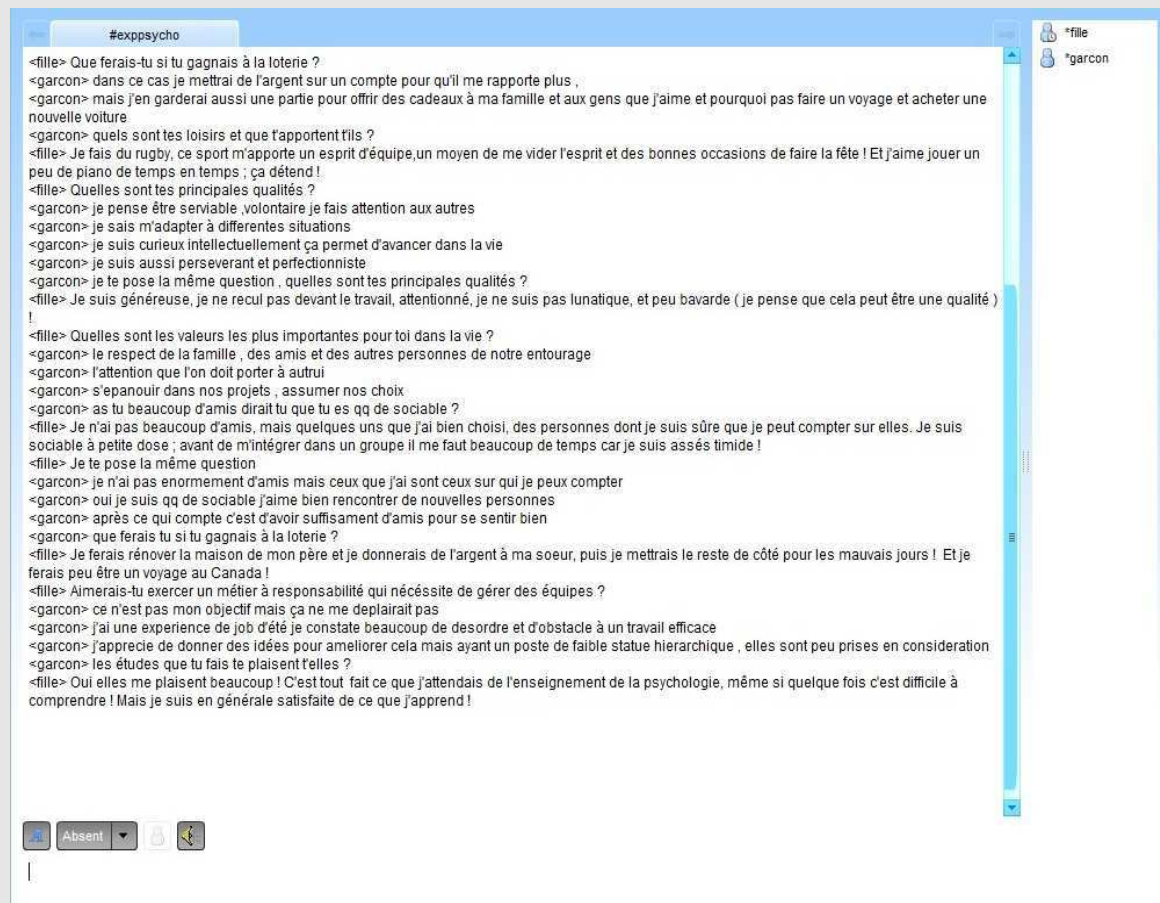 #exppsycho
*fille
*garcon
<fille> Que ferais-tu si tu gagnais à la loterie ?
<garcon> dans ce cas je mettrai de l'argent sur un compte pour qu'il me rapporte plus ,
<garcon> mais j'en garderai aussi une partie pour offrir des cadeaux à ma famille et aux gens que j'aime et pourquoi pas faire un voyage et acheter une
nouvelle voiture
<garcon> quels sont tes loisirs et que t'apportent t'ils ?
<fille> Je fais du rugby, ce sport m'apporte un esprit d'équipe,un moyen de me vider l'esprit et des bonnes occasions de faire la fête ! Et j'aime jouer un
peu de piano de temps en temps ; ça détend !
<fille> Quelles sont tes principales qualités ?
<garcon> je pense être serviable ,volontaire je fais attention aux autres
<garcon> je sais m'adapter à differentes situations
<garcon> je suis curieux intellectuellement ça permet d'avancer dans la vie
<garcon> je suis aussi perseverant et perfectionniste
<garcon> je te pose la même question , quelles sont tes principales qualités ?
<fille> Je suis généreuse, je ne recul pas devant le travail, attentionné, je ne suis pas lunatique, et peu bavarde ( je pense que cela peut être une qualité )
!
<fille> Quelles sont les valeurs les plus importantes pour toi dans la vie ?
<garcon> le respect de la famille , des amis et des autres personnes de notre entourage
<garcon> l'attention que l'on doit porter à autrui
<garcon> s'epanouir dans nos projets , assumer nos choix
<garcon> as tu beaucoup d'amis dirait tu que tu es qq de sociable ?
<fille> Je n'ai pas beaucoup d'amis, mais quelques uns que j'ai bien choisi, des personnes dont je suis sûre que je peut compter sur elles. Je suis
sociable à petite dose ; avant de m'intégrer dans un groupe il me faut beaucoup de temps car je suis assés timide !
<fille> Je te pose la même question
<garcon> je n'ai pas enormement d'amis mais ceux que j'ai sont ceux sur qui je peux compter
<garcon> oui je suis qq de sociable j'aime bien rencontrer de nouvelles personnes
<garcon> après ce qui compte c'est d'avoir suffisament d'amis pour se sentir bien
<garcon> que ferais tu si tu gagnais à la loterie ?
<fille> Je ferais rénover la maison de mon père et je donnerais de l'argent à ma soeur, puis je mettrais le reste de côté pour les mauvais jours ! Et je
ferais peu être un voyage au Canada !
<fille> Aimerais-tu exercer un métier à responsabilité qui nécéssite de gérer des équipes ?
<garcon> ce n'est pas mon objectif mais ça ne me deplairait pas
<garcon> j'ai une experience de job d'été je constate beaucoup de desordre et d'obstacle à un travail efficace
<garcon> j'apprecie de donner des idées pour ameliorer cela mais ayant un poste de faible statue hierarchique , elles sont peu prises en consideration
<garcon> les études que tu fais te plaisent t'elles ?
<fille> Oui elles me plaisent beaucoup ! C'est tout fait ce que j'attendais de l'enseignement de la psychologie, même si quelque fois c'est difficile à
comprendre ! Mais je suis en générale satisfaite de ce que j'apprend !
Absent